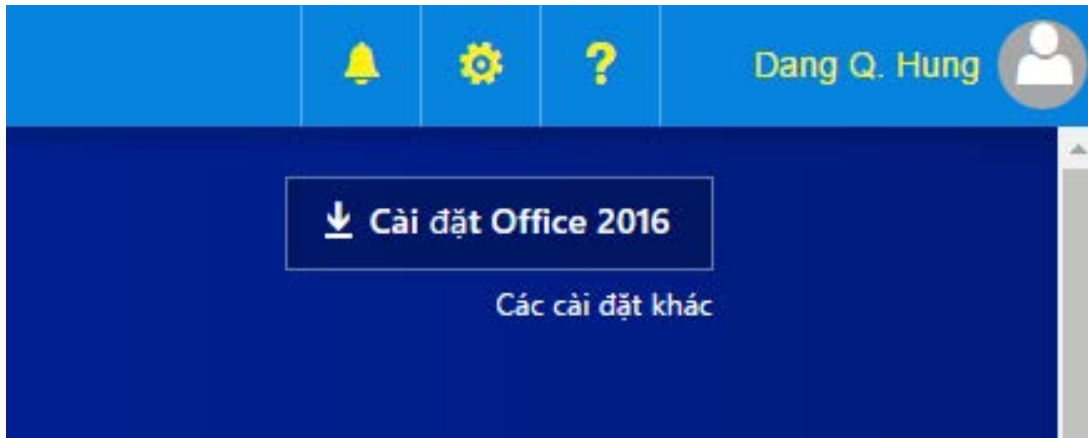 Dang Q. Hung
Cài đặt Office 2016
Các cài đặt khác